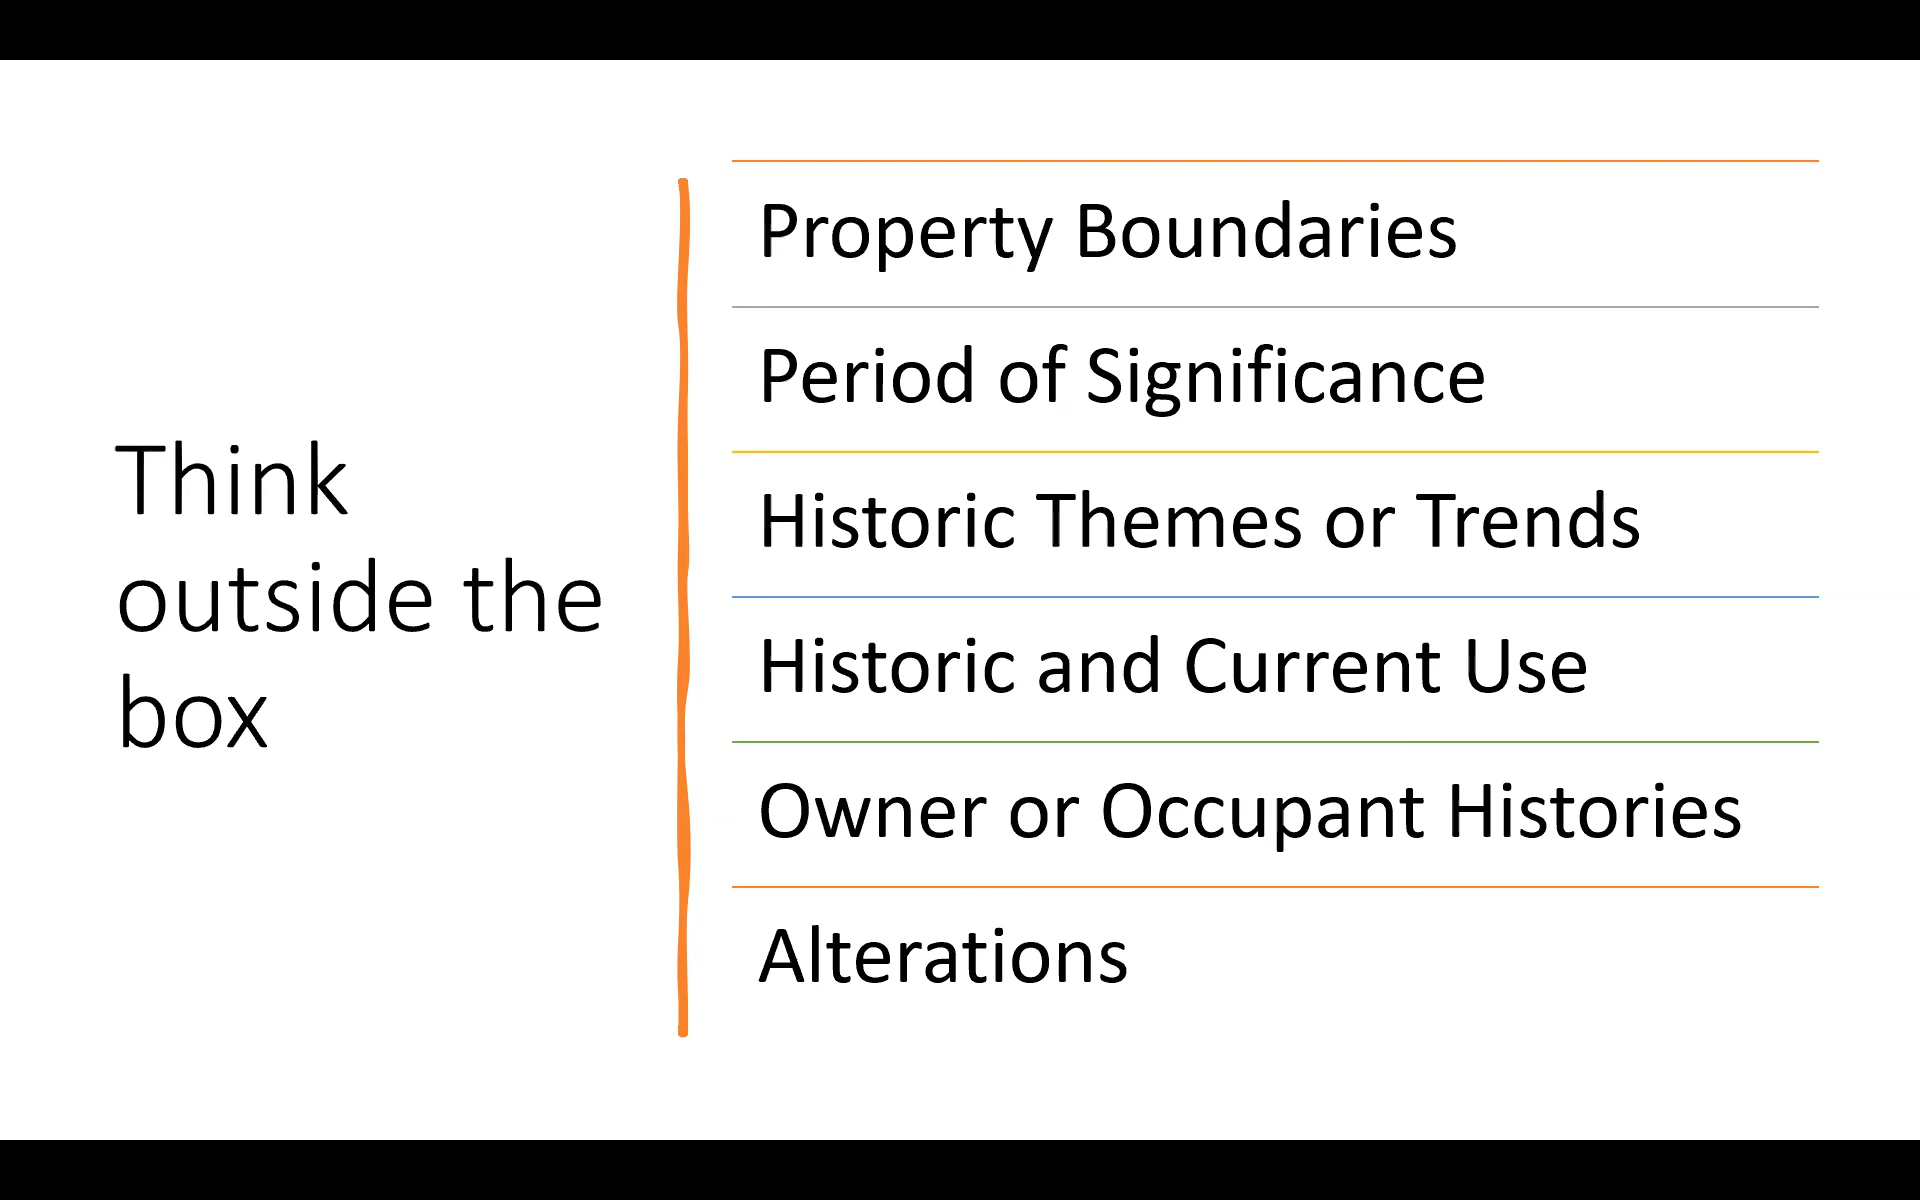 Think
outside the
box
Property Boundaries
Period of Significance
Historic Themes or Trends
Historic and Current Use
Owner or Occupant Histories
Alterations